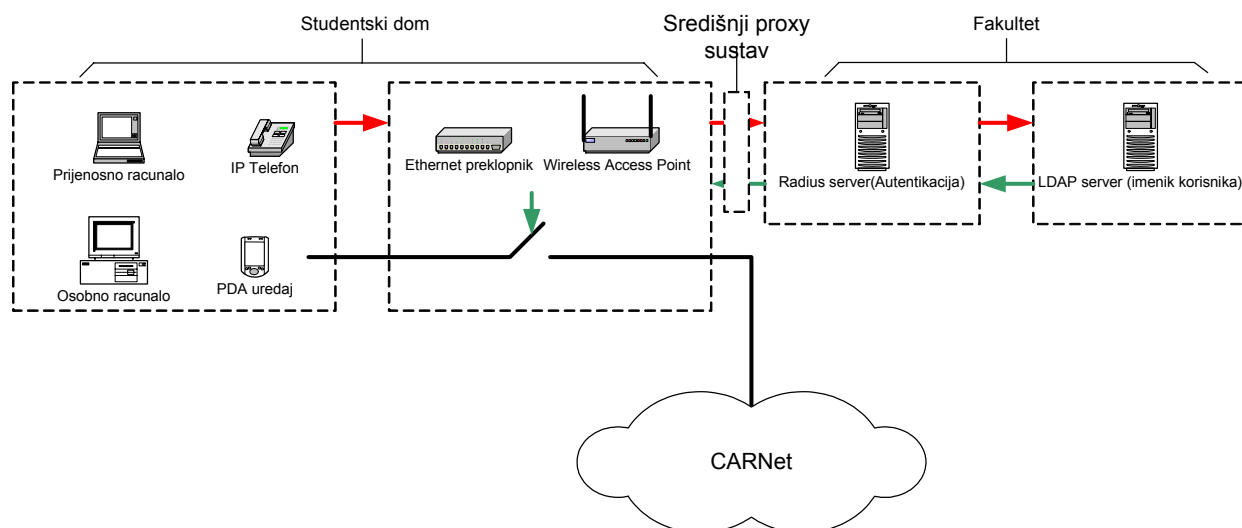 Studentski dom
Središnji proxy
sustav
Fakultet
Prijenosno racunalo
IP Telefon
Ethernet preklopnik
Wireless Access Point
Radius server(Autentikacija)
LDAP server (imenik korisnika)
Osobno racunalo
PDA uredaj
CARNet